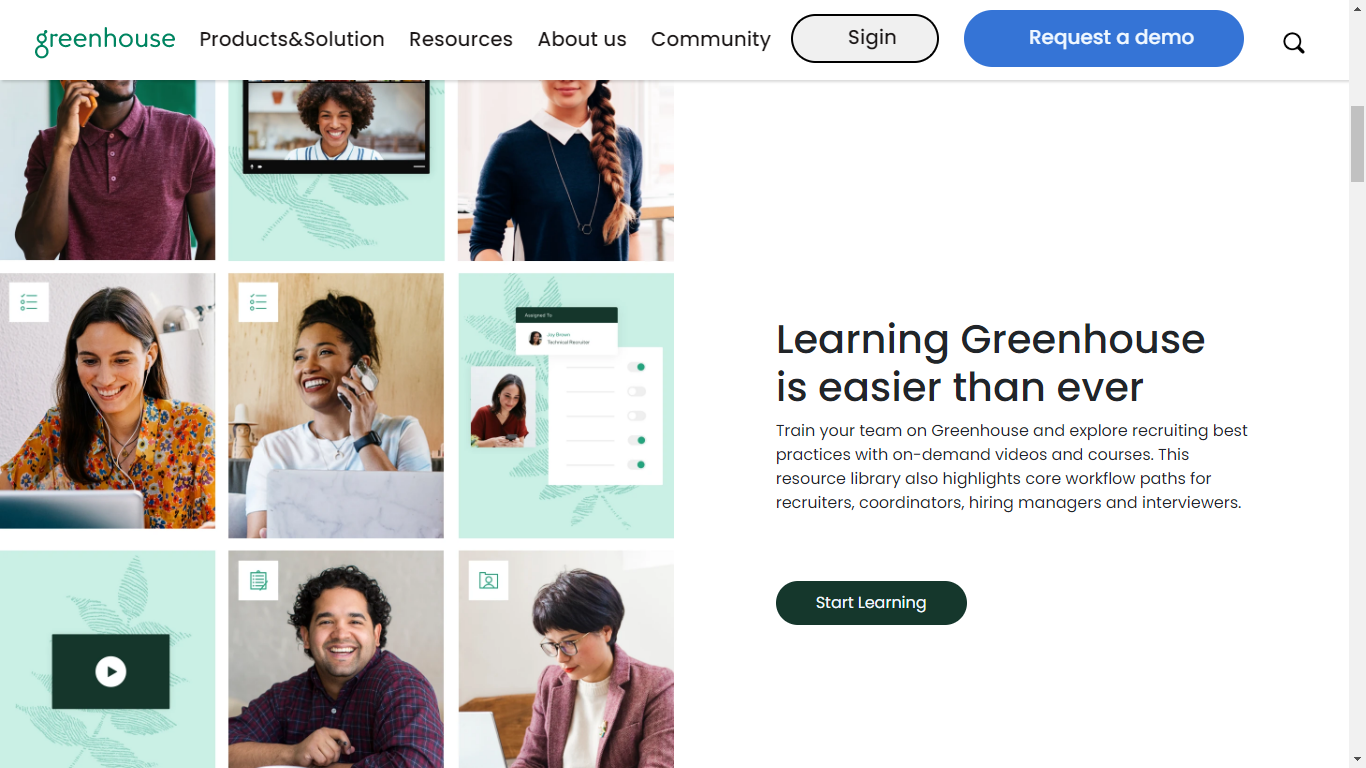 greenhouse Products&Solution Resources About us Community Sigin Request a demo
Assigned To:
Joy Brown
Technical Recruiter
Learning Greenhouse
is easier than ever
Train your team on Greenhouse and explore recruiting best
practices with on-demand videos and courses. This
resource library also highlights core workflow paths for
recruiters, coordinators, hiring managers and interviewers.
Start Learning